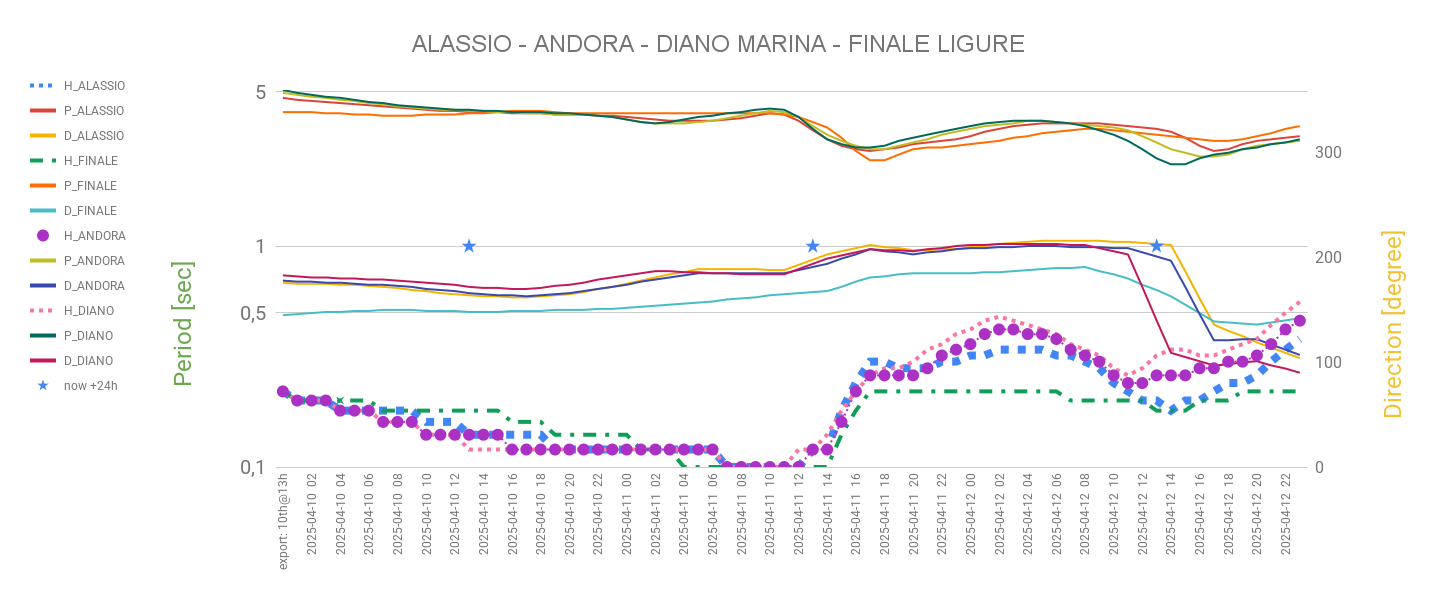 ALASSIO - ANDORA - DIANO MARINA - FINALE LIGURE
H_ALASSIO
P_ALASSIO
D_ALASSIO
H_FINALE
P_FINALE
D_FINALE
H_ANDORA
P_ANDORA
D_ANDORA
H_DIANO
P_DIANO
D_DIANO
now +24h
Period [sec]
5
1
0,5
0,1
300
200
100
0
Direction [degree]
export: 10th@13h
2025-04-10 02
2025-04-10 04
2025-04-10 06
2025-04-10 08
2025-04-10 10
2025-04-10 12
2025-04-10 14
2025-04-10 16
2025-04-10 18
2025-04-10 20
2025-04-10 22
2025-04-11 00
2025-04-11 02
2025-04-11 04
2025-04-11 06
2025-04-11 08
2025-04-11 10
2025-04-11 12
2025-04-11 14
2025-04-11 16
2025-04-11 18
2025-04-11 20
2025-04-11 22
2025-04-12 00
2025-04-12 02
2025-04-12 04
2025-04-12 06
2025-04-12 08
2025-04-12 10
2025-04-12 12
2025-04-12 14
2025-04-12 16
2025-04-12 18
2025-04-12 20
2025-04-12 22